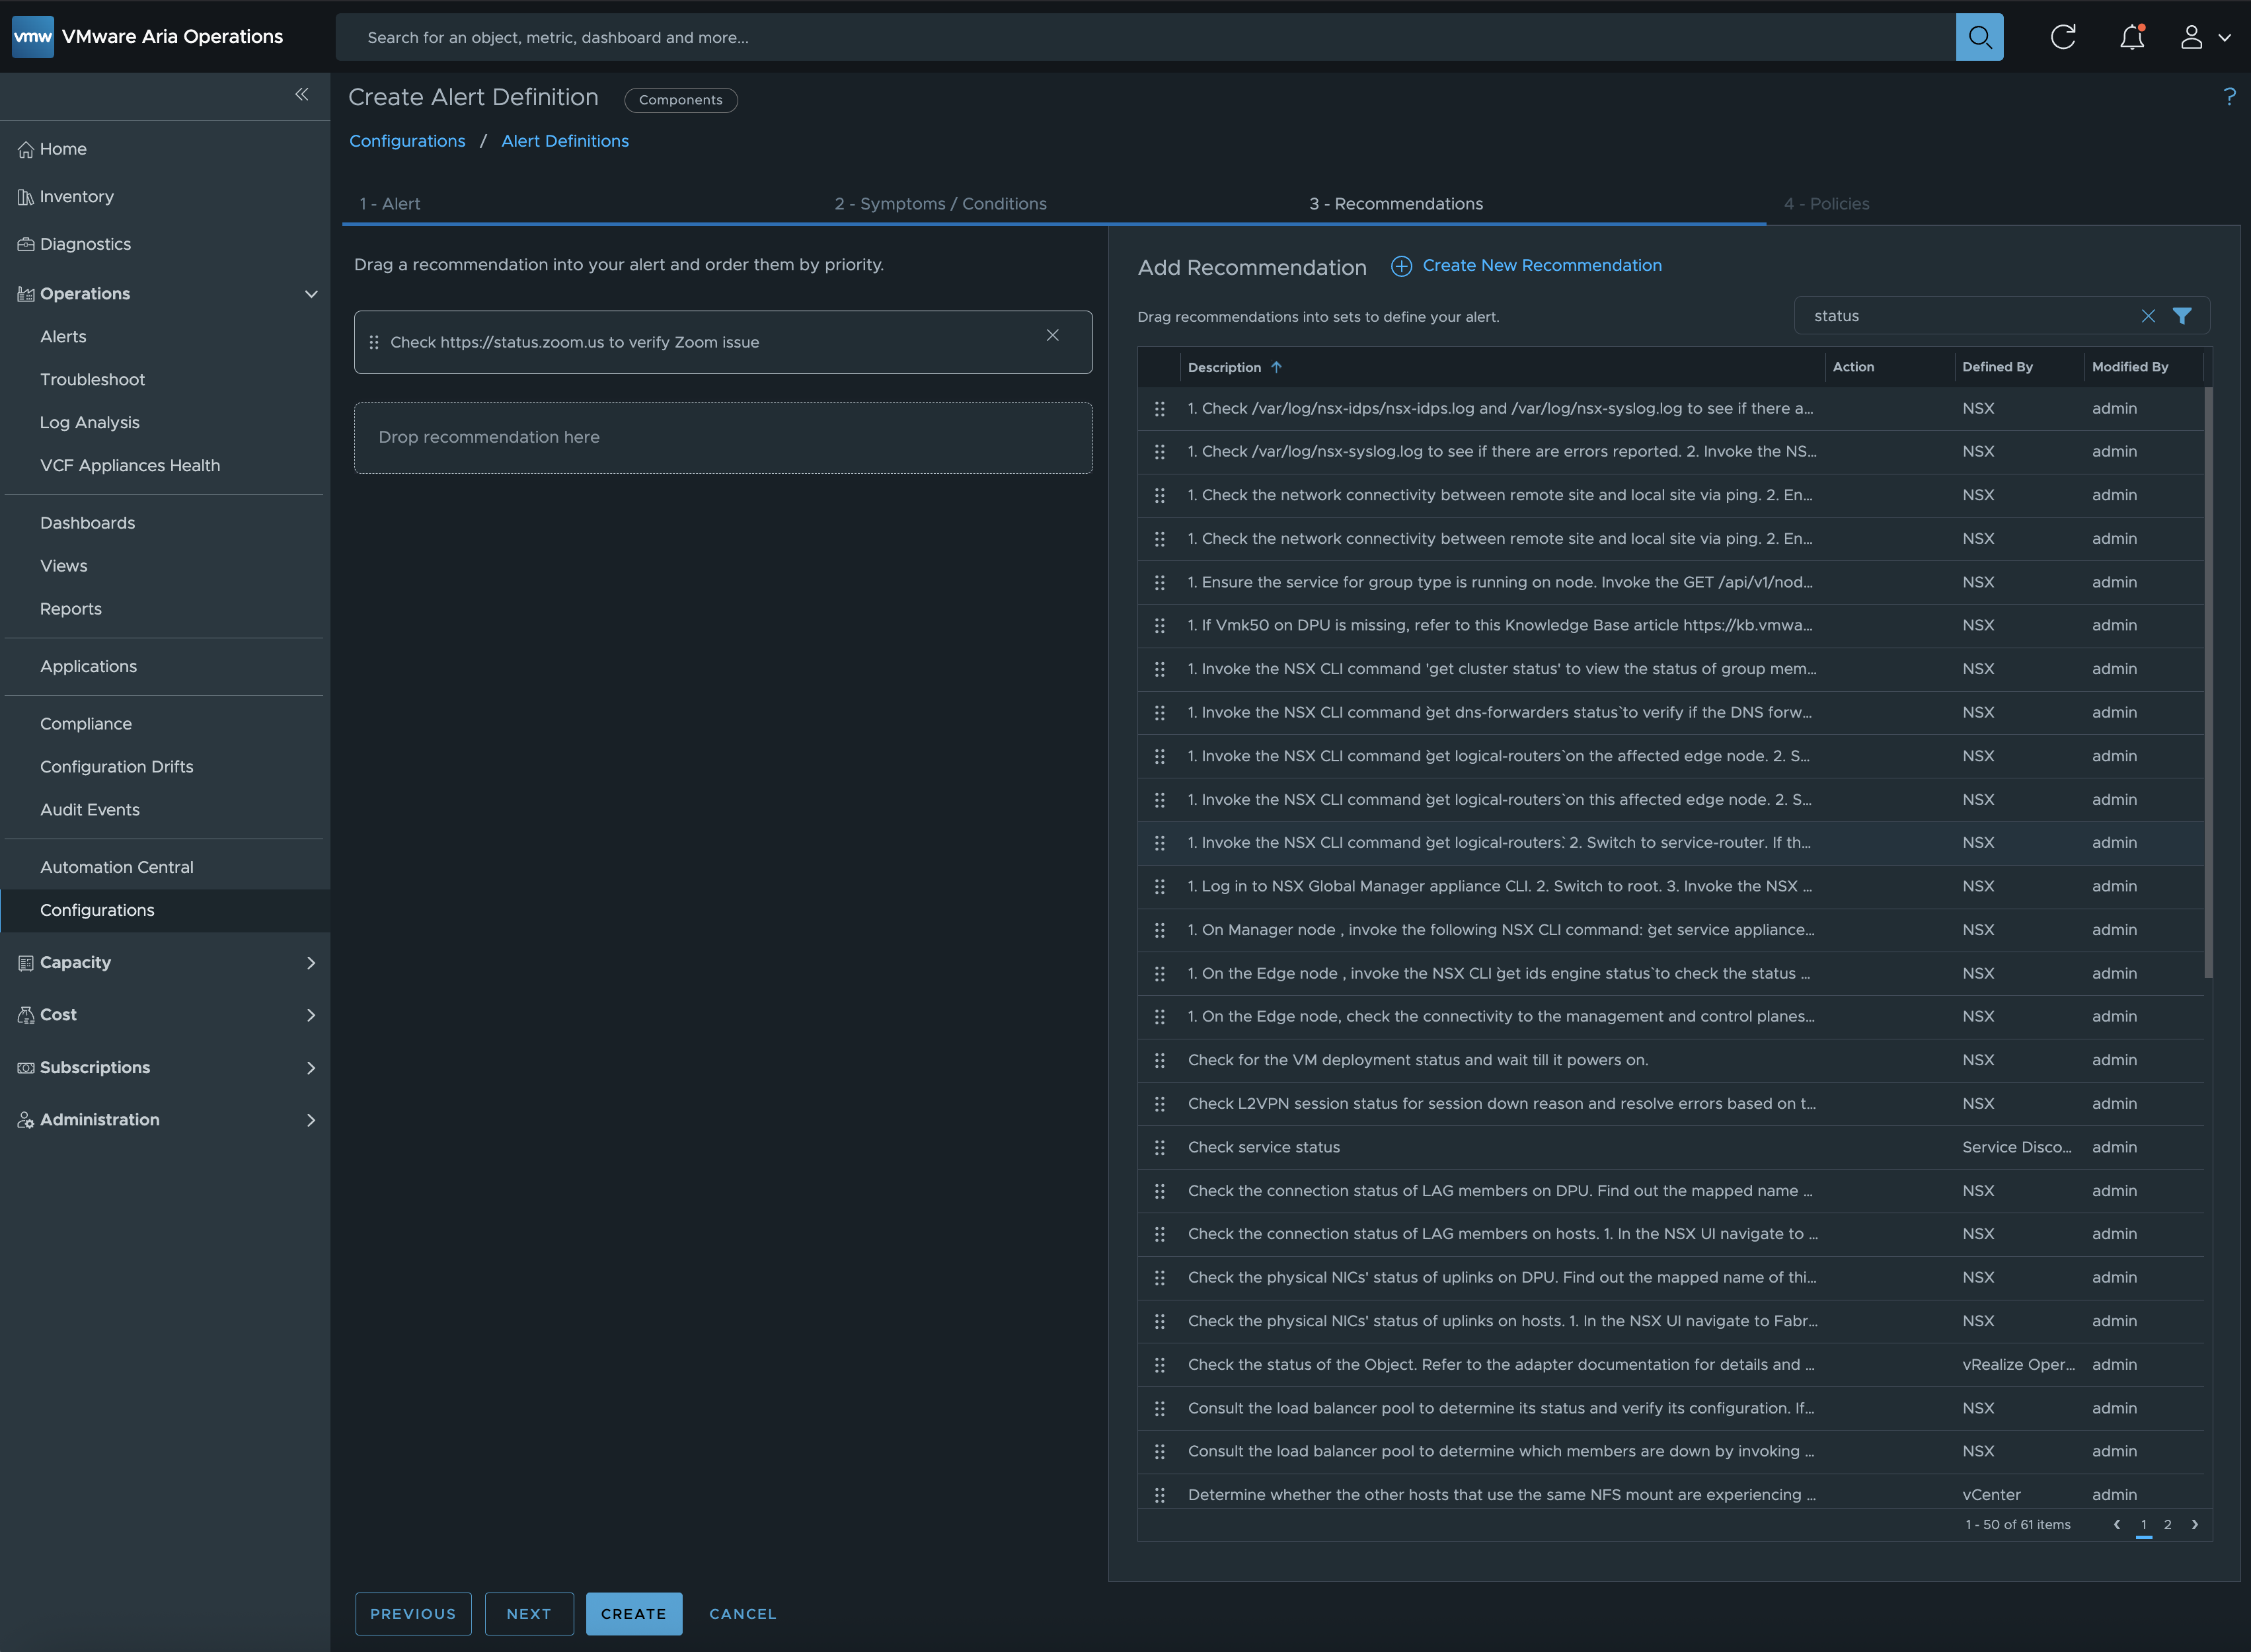 vmw VMware Aria Operations
Search for an object, metric, dashboard and more...
Create Alert Definition
Components
?
Configurations / Alert Definitions
Home
Inventory
Diagnostics
Operations
Alerts
Troubleshoot
Log Analysis
VCF Appliances Health
Dashboards
Views
Reports
Applications
Compliance
Configuration Drifts
Audit Events
Automation Central
Configurations
Capacity
Cost
Subscriptions
Administration
1 - Alert
2 - Symptoms / Conditions
3 - Recommendations
4 - Policies
Drag a recommendation into your alert and order them by priority.
Check https://status.zoom.us to verify Zoom issue
Drop recommendation here
Add Recommendation
Create New Recommendation
Drag recommendations into sets to define your alert.
status
Description Action Defined By Modified By
1. Check /var/log/nsx-idps/nsx-idps.log and /var/log/nsx-syslog.log to see if there a... NSX admin
1. Check /var/log/nsx-syslog.log to see if there are errors reported. 2. Invoke the NS... NSX admin
1. Check the network connectivity between remote site and local site via ping. 2. En... NSX admin
1. Check the network connectivity between remote site and local site via ping. 2. En... NSX admin
1. Ensure the service for group type is running on node. Invoke the GET /api/v1/nod... NSX admin
1. If Vmk50 on DPU is missing, refer to this Knowledge Base article https://kb.vmwa... NSX admin
1. Invoke the NSX CLI command 'get cluster status' to view the status of group mem... NSX admin
1. Invoke the NSX CLI command `get dns-forwarders status` to verify if the DNS forw... NSX admin
1. Invoke the NSX CLI command `get logical-routers` on the affected edge node. 2. S... NSX admin
1. Invoke the NSX CLI command `get logical-routers` on this affected edge node. 2. S... NSX admin
1. Invoke the NSX CLI command `get logical-routers`. 2. Switch to service-router. If th... NSX admin
1. Log in to NSX Global Manager appliance CLI. 2. Switch to root. 3. Invoke the NSX ... NSX admin
1. On Manager node , invoke the following NSX CLI command: `get service appliance... NSX admin
1. On the Edge node , invoke the NSX CLI `get ids engine status` to check the status ... NSX admin
1. On the Edge node, check the connectivity to the management and control planes... NSX admin
Check for the VM deployment status and wait till it powers on. NSX admin
Check L2VPN session status for session down reason and resolve errors based on t... NSX admin
Check service status Service Disco... admin
Check the connection status of LAG members on DPU. Find out the mapped name ... NSX admin
Check the connection status of LAG members on hosts. 1. In the NSX UI navigate to ... NSX admin
Check the physical NICs' status of uplinks on DPU. Find out the mapped name of thi... NSX admin
Check the physical NICs' status of uplinks on hosts. 1. In the NSX UI navigate to Fabr... NSX admin
Check the status of the Object. Refer to the adapter documentation for details and ... vRealize Oper... admin
Consult the load balancer pool to determine its status and verify its configuration. If... NSX admin
Consult the load balancer pool to determine which members are down by invoking ... NSX admin
Determine whether the other hosts that use the same NFS mount are experiencing ... vCenter admin
1 - 50 of 61 items 1 2
PREVIOUS NEXT CREATE CANCEL